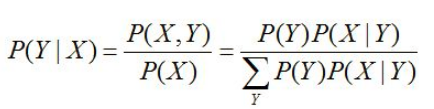 P(Y | X) = P(X,Y) / P(X) = P(Y)P(X | Y) / ∑_Y P(Y)P(X | Y)